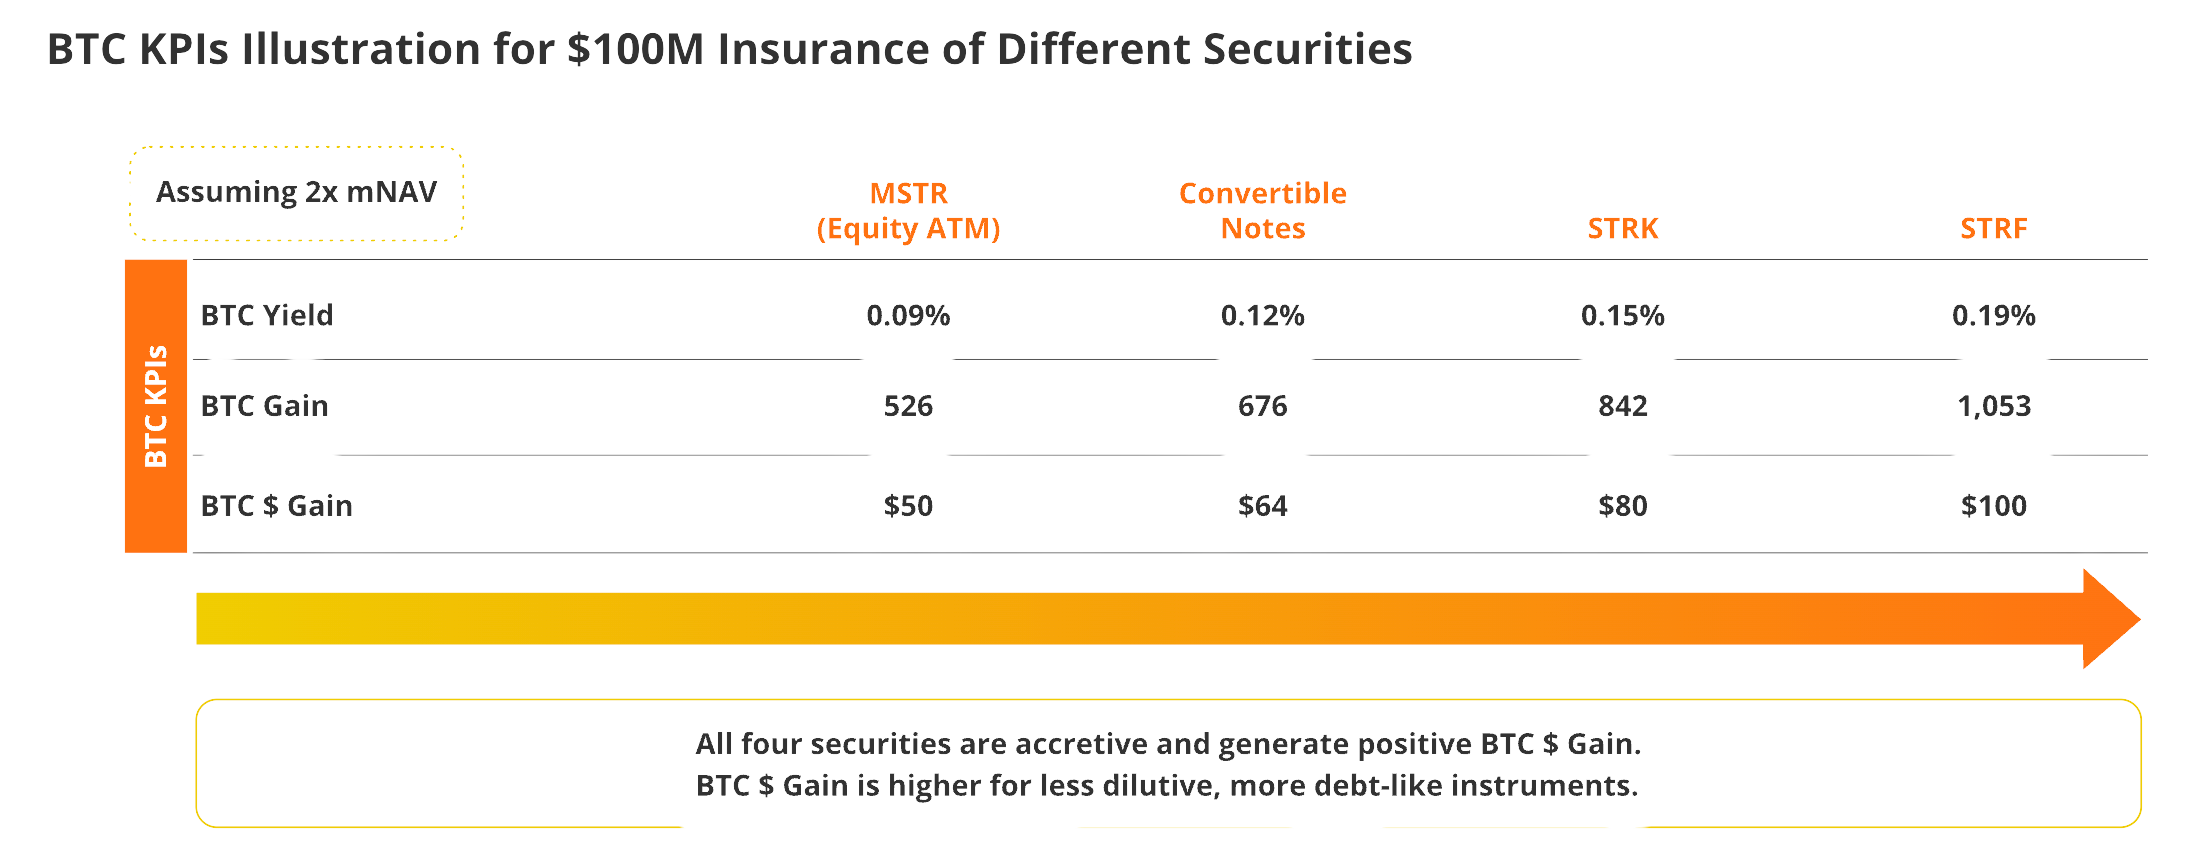 BTC KPIs Illustration for $100M Insurance of Different Securities
Assuming 2x mNAV
MSTR (Equity ATM) Convertible Notes STRK STRF
BTC KPIs
BTC Yield 0.09% 0.12% 0.15% 0.19%
BTC Gain 526 676 842 1,053
BTC $ Gain $50 $64 $80 $100
All four securities are accretive and generate positive BTC $ Gain.
BTC $ Gain is higher for less dilutive, more debt-like instruments.